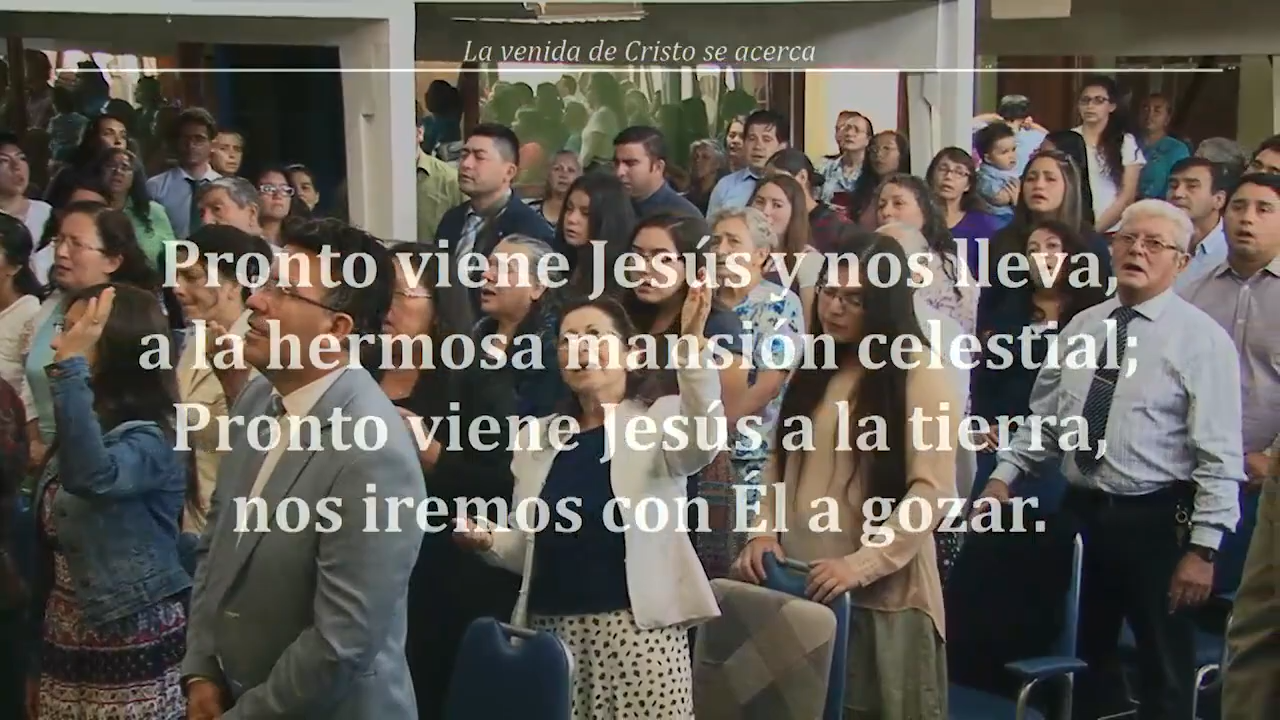 La venida de Cristo se acerca
Pronto viene Jesús y nos lleva,
a la hermosa mansión celestial;
Pronto viene Jesús a la tierra,
nos iremos con Él a gozar.